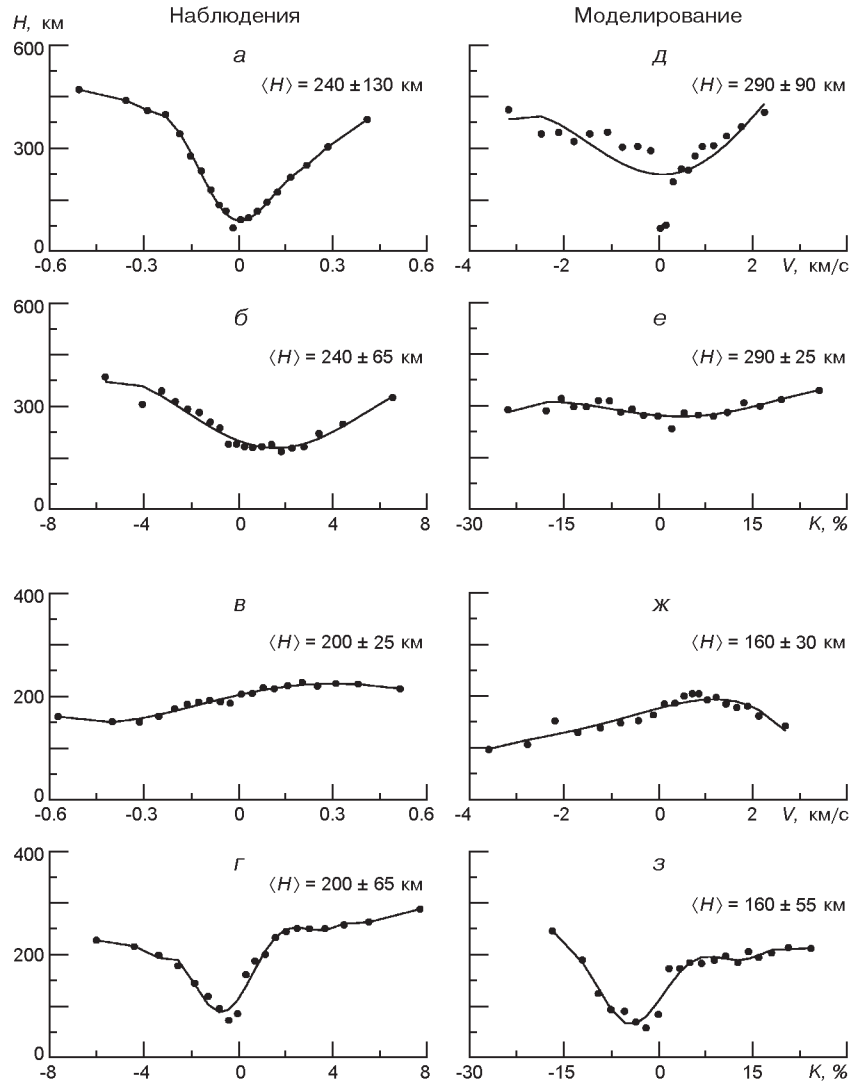 Наблюдения
Моделирование
H, км
600
300
0
а
⟨H⟩ = 240 ±130 км
-0.6 -0.3 0 0.3 0.6
д
⟨H⟩ = 290 ± 90 км
-4 -2 0 2 V, км/с
600
300
0
б
⟨H⟩ = 240 ± 65 км
-8 -4 0 4 8
е
⟨H⟩ = 290 ± 25 км
-30 -15 0 15 K, %
400
200
0
в
⟨H⟩ = 200 ± 25 км
-0.6 -0.3 0 0.3 0.6
ж
⟨H⟩ = 160 ± 30 км
-4 -2 0 2 V, км/с
400
200
0
г
⟨H⟩ = 200 ± 65 км
-8 -4 0 4 8
з
⟨H⟩ = 160 ± 55 км
-30 -15 0 15 K, %